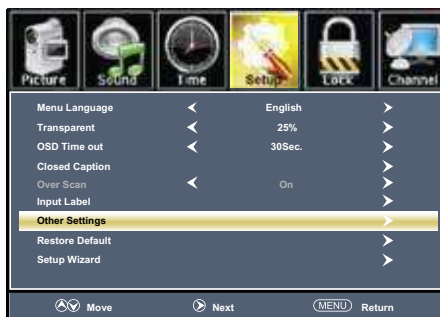 Picture Sound Time Setup Lock Channel
Menu Language English
Transparent 25%
OSD Time out 30Sec.
Closed Caption
Over Scan On
Input Label
Other Settings
Restore Default
Setup Wizard
Move Next MENU Return